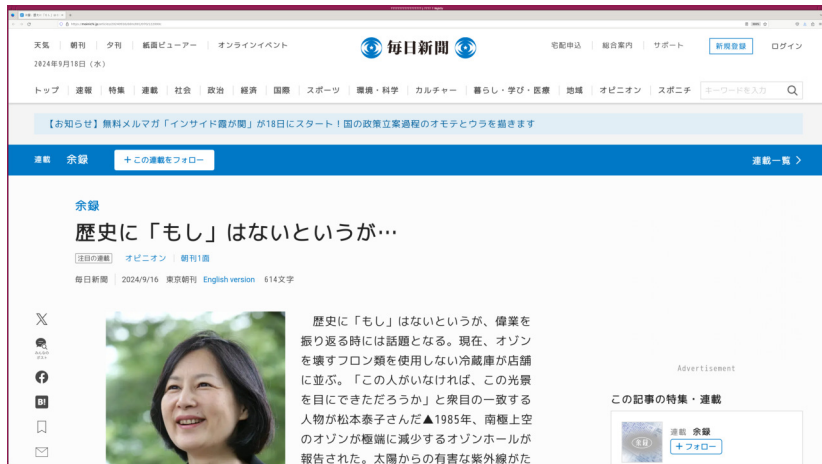 天気 朝刊 夕刊 紙面ビューアー オンラインイベント 毎日新聞 宅配申込 総合案内 サポート 新規登録 ログイン
2024年9月18日（水）
トップ 速報 特集 連載 社会 政治 経済 国際 スポーツ 環境・科学 カルチャー 暮らし・学び・医療 地域 オピニオン スポニチ キーワードを入力
【お知らせ】無料メルマガ「インサイド霞が関」が18日にスタート！国の政策立案過程のオモテとウラを描きます
連載 余録 +この連載をフォロー 連載一覧
余録
歴史に「もし」はないというが…
注目の連載 オピニオン 朝刊1面
毎日新聞 2024/9/16 東京朝刊 English version 614文字
歴史に「もし」はないというが、偉業を
振り返る時には話題となる。現在、オゾン
を壊すフロン類を使用しない冷蔵庫が店舗
に並ぶ。「この人がいなければ、この光景
を目にできただろうか」と衆目の一致する
人物が松本泰子さんだ▲1985年、南極上空
のオゾンが極端に減少するオゾンホールが
報告された。太陽からの有害な紫外線がた
みんなの
ポスト
B!
Advertisement
この記事の特集・連載
余録
連載 余録
+フォロー